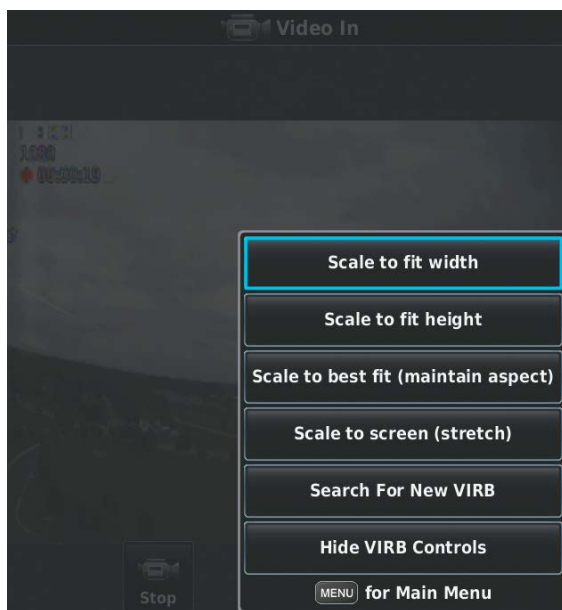 Video In
1080
Scale to fit width
Scale to fit height
Scale to best fit (maintain aspect)
Scale to screen (stretch)
Search For New VIRB
Hide VIRB Controls
MENU for Main Menu
Stop